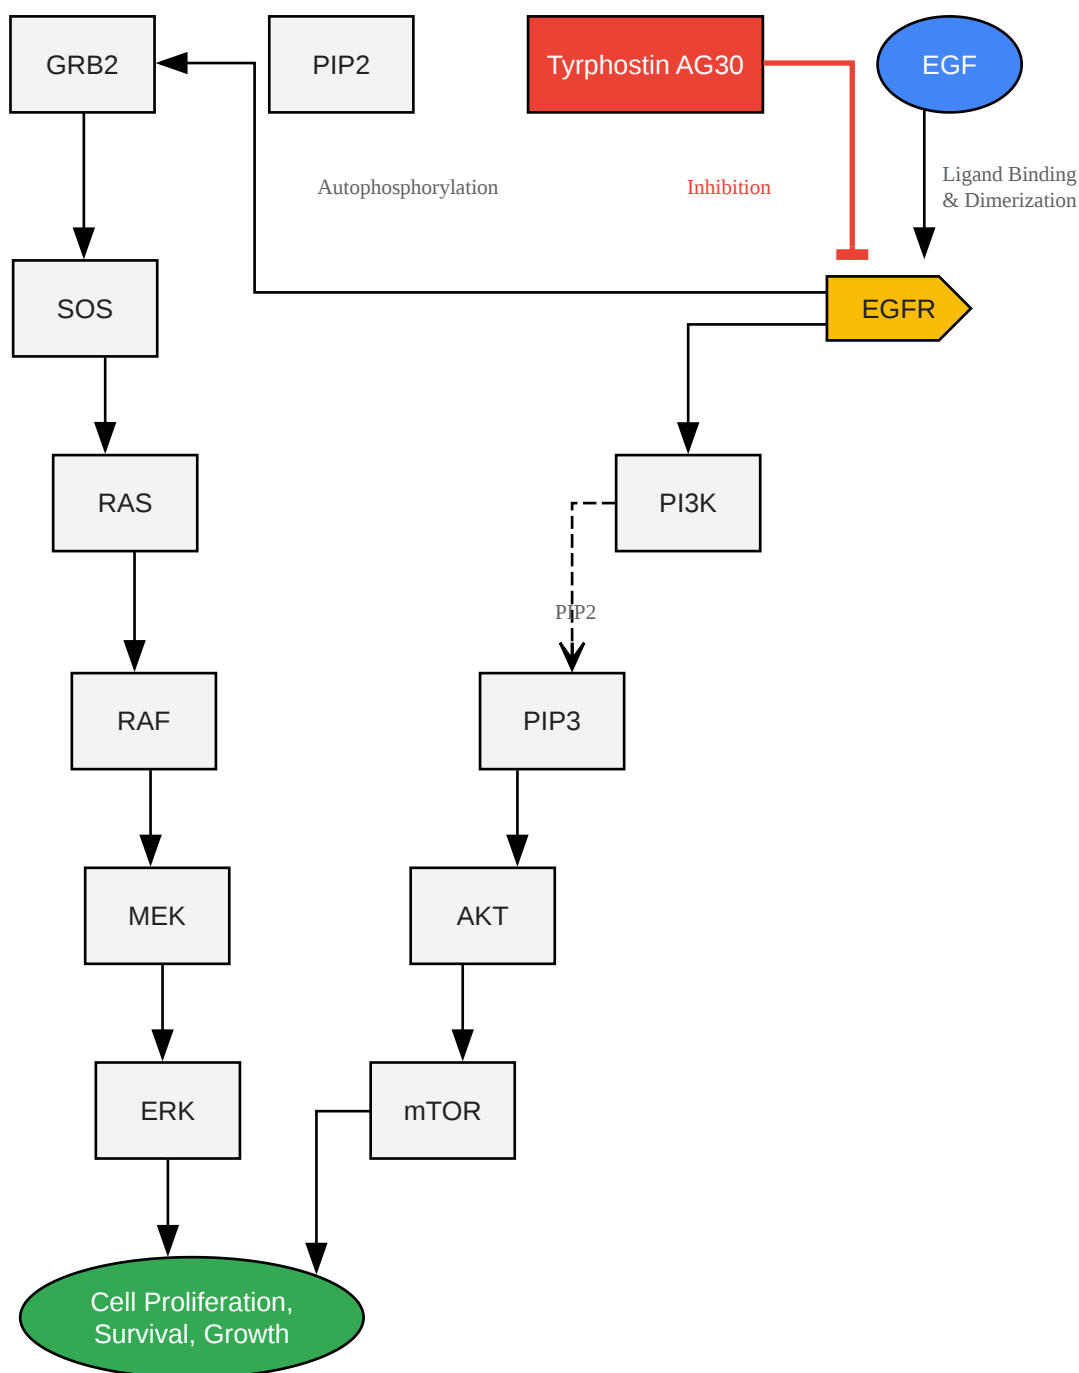 GRB2
PIP2
Tyrphostin AG30
EGF
Autophosphorylation
Inhibition
Ligand Binding
& Dimerization
SOS
EGFR
RAS
PI3K
PIP2
RAF
PIP3
MEK
AKT
ERK
mTOR
Cell Proliferation,
Survival, Growth